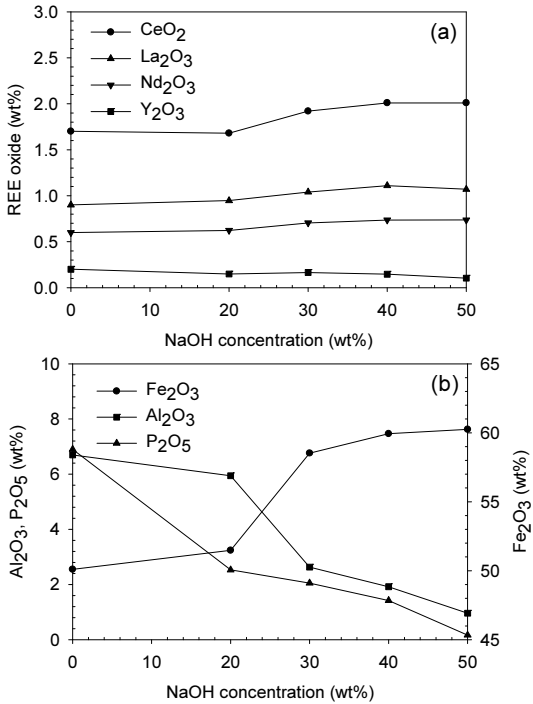 (a)
CeO2
La2O3
Nd2O3
Y2O3
3.0
2.5
2.0
1.5
1.0
0.5
0.0
REE oxide (wt%)
0 10 20 30 40 50
NaOH concentration (wt%)
(b)
Fe2O3
Al2O3
P2O5
10
8
6
4
2
0
Al2O3, P2O5 (wt%)
65
60
55
50
45
Fe2O3 (wt%)
0 10 20 30 40 50
NaOH concentration (wt%)